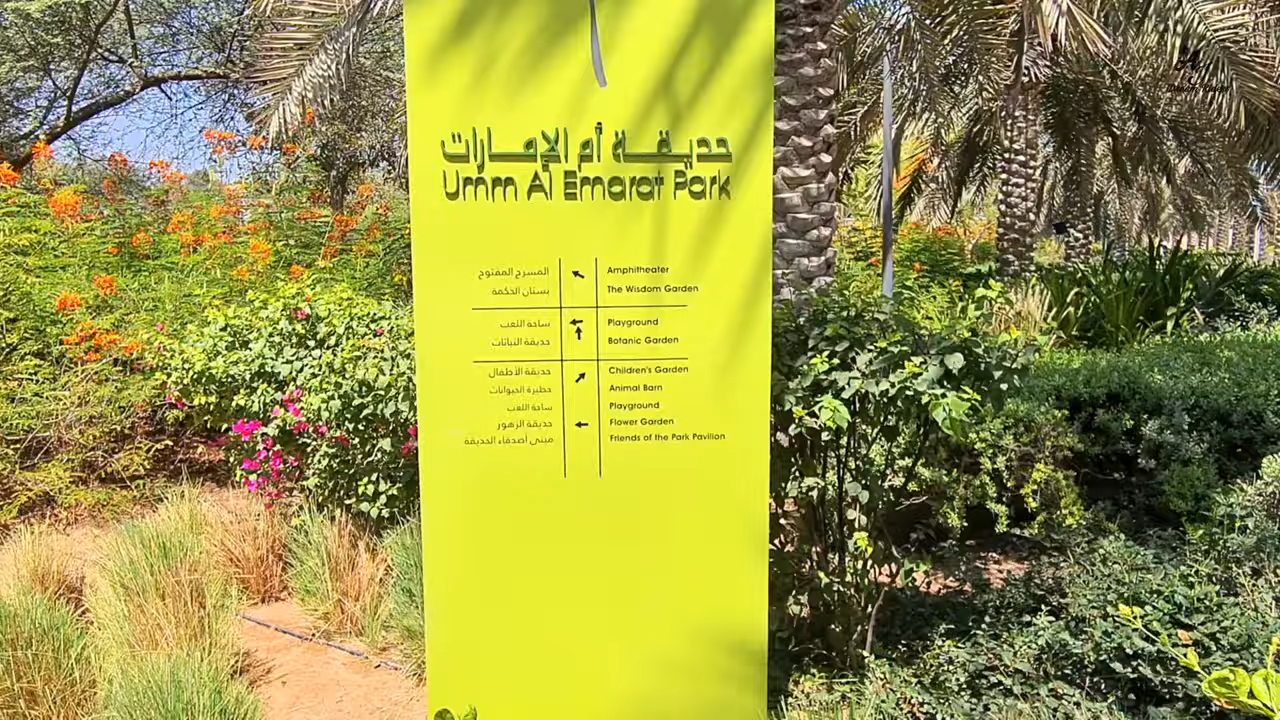 حديقة أم الإمارات
Umm Al Emarat Park
المسرح المفتوح Amphitheater
بستان الحكمة The Wisdom Garden
ساحة اللعب Playground
حديقة النباتات Botanic Garden
حديقة الأطفال Children's Garden
حظيرة الحيوانات Animal Barn
ساحة اللعب Playground
حديقة الزهور Flower Garden
مبنى أصدقاء الحديقة Friends of the Park Pavilion